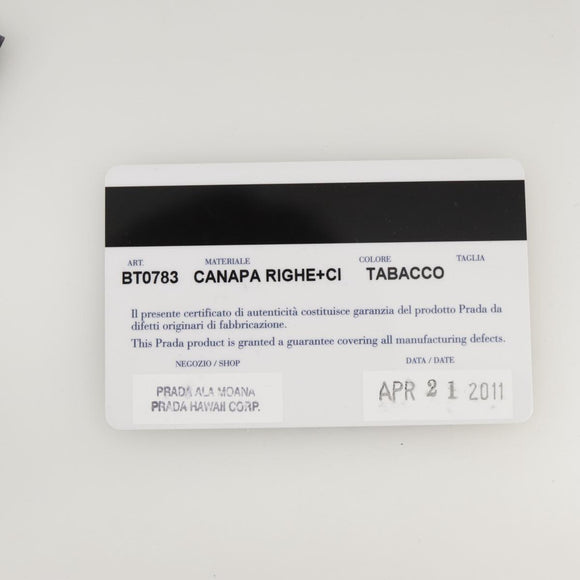 ART. MATERIALE COLORE TAGLIA
BT0783 CANAPA RIGHE+CI TABACCO
Il presente certificato di autenticità costituisce garanzia del prodotto Prada da
difetti originari di fabbricazione.
This Prada product is granted a guarantee covering all manufacturing defects.
NEGOZIO / SHOP DATA / DATE
PRADA ALA MOANA
PRADA HAWAII CORP.
APR 21 2011